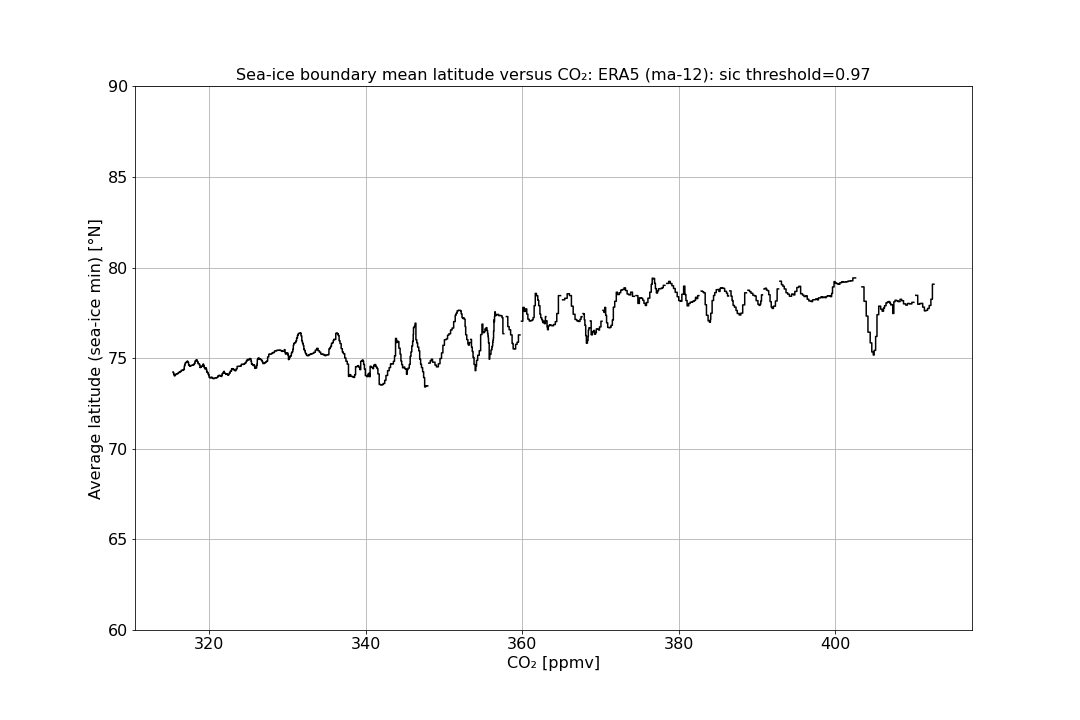 Sea-ice boundary mean latitude versus CO₂: ERA5 (ma-12): sic threshold=0.97
90
85
80
75
70
65
60
Average latitude (sea-ice min) [°N]
320 340 360 380 400
CO₂ [ppmv]